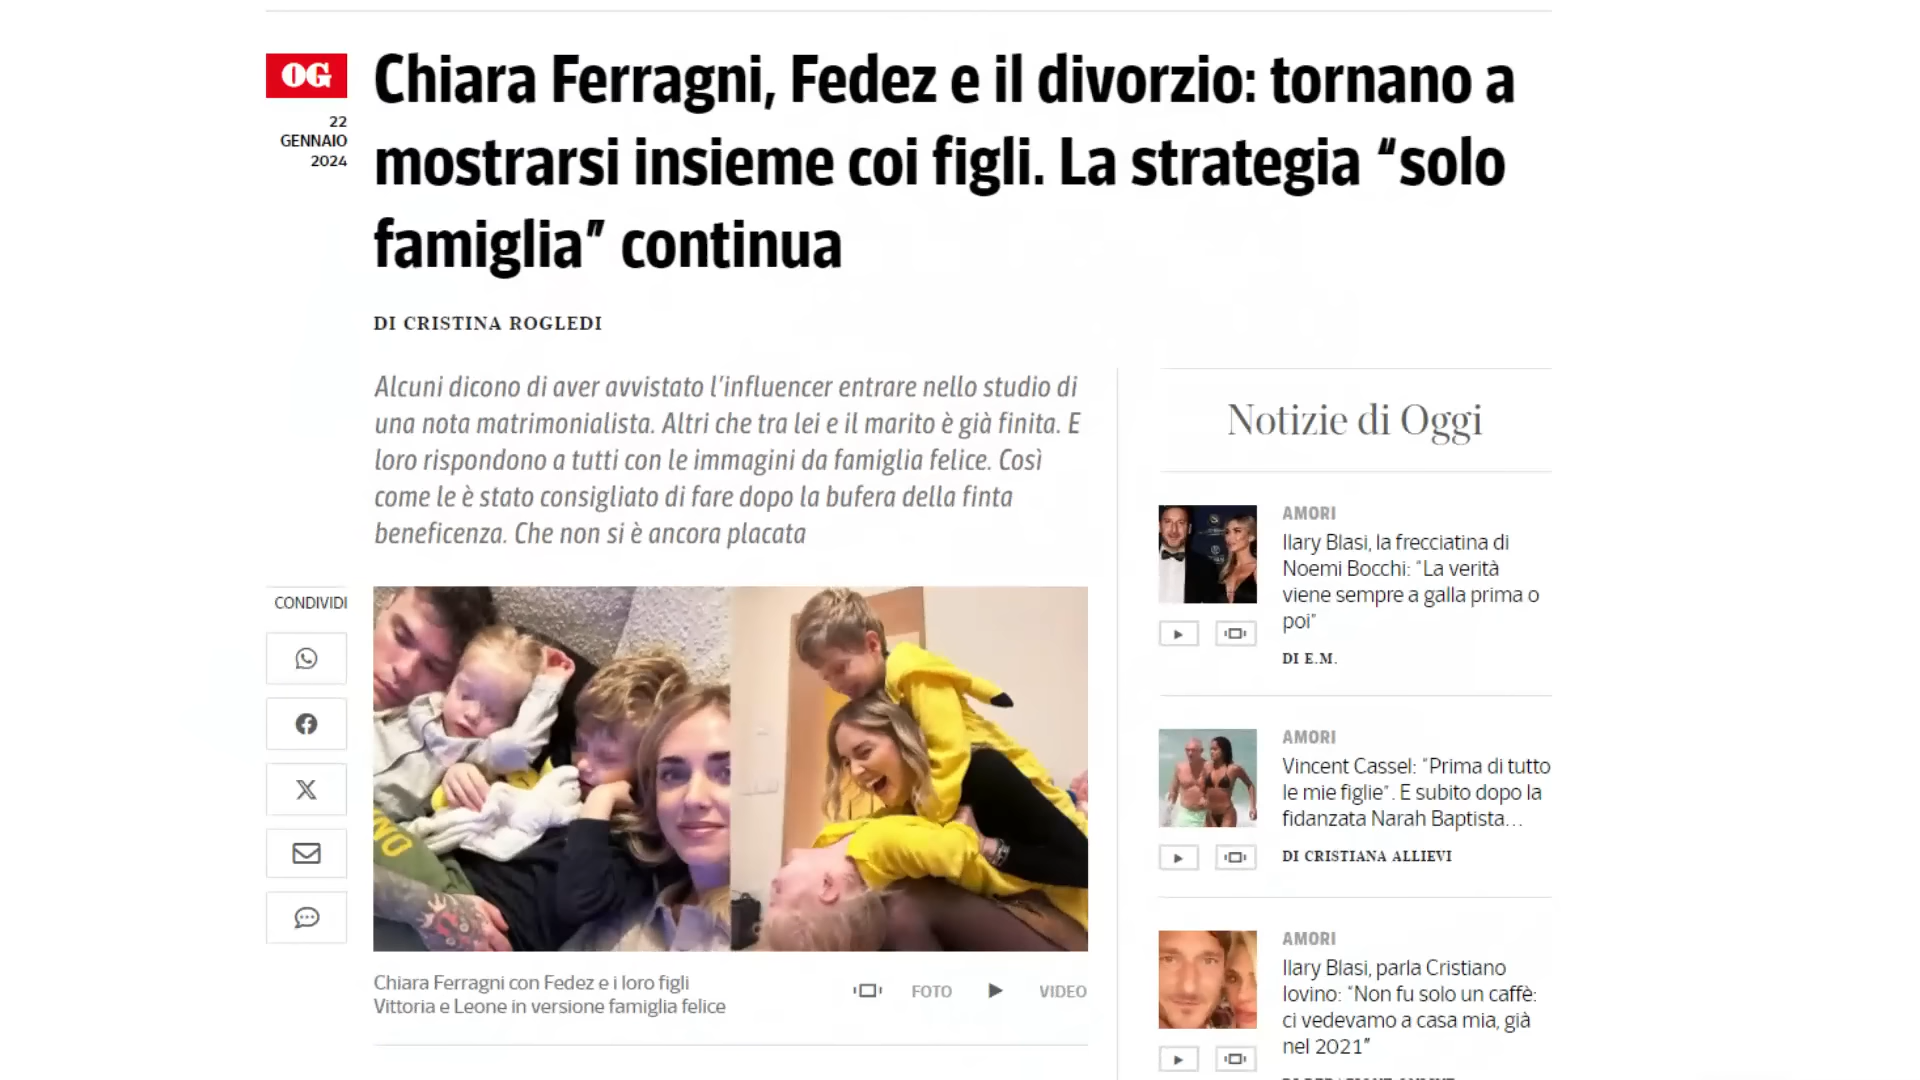 OG
22
GENNAIO
2024
Chiara Ferragni, Fedez e il divorzio: tornano a
mostrarsi insieme coi figli. La strategia “solo
famiglia” continua
DI CRISTINA ROGLEDI
Alcuni dicono di aver avvistato l’influencer entrare nello studio di
una nota matrimonialista. Altri che tra lei e il marito è già finita. E
loro rispondono a tutti con le immagini da famiglia felice. Così
come le è stato consigliato di fare dopo la bufera della finta
beneficenza. Che non si è ancora placata
CONDIVIDI
Chiara Ferragni con Fedez e i loro figli
Vittoria e Leone in versione famiglia felice
FOTO
VIDEO
Notizie di Oggi
AMORI
Ilary Blasi, la frecciatina di
Noemi Bocchi: “La verità
viene sempre a galla prima o
poi”
DI E.M.
AMORI
Vincent Cassel: “Prima di tutto
le mie figlie”. E subito dopo la
fidanzata Narah Baptista…
DI CRISTIANA ALLIEVI
AMORI
Ilary Blasi, parla Cristiano
Iovino: “Non fu solo un caffè:
ci vedevamo a casa mia, già
nel 2021”